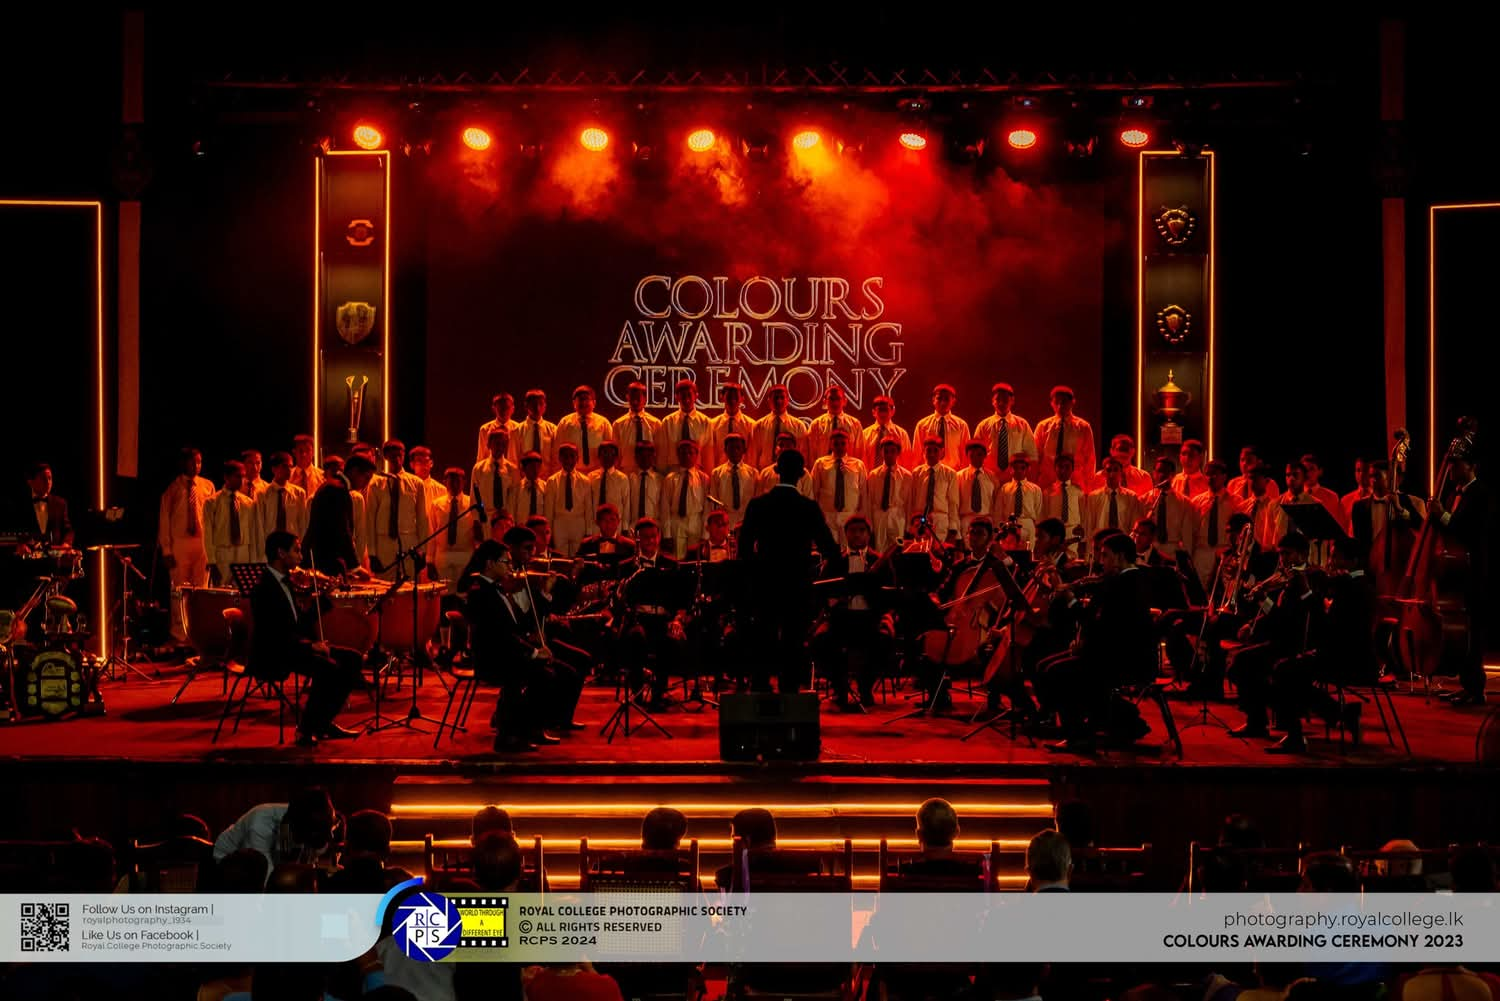 COLOURS
AWARDING
CEREMONY
Follow Us on Instagram |
royalphotography_1934
Like Us on Facebook |
Royal College Photographic Society
R C
P S
WORLD THROUGH
A
DIFFERENT EYE
ROYAL COLLEGE PHOTOGRAPHIC SOCIETY
© ALL RIGHTS RESERVED
RCPS 2024
photography.royalcollege.lk
COLOURS AWARDING CEREMONY 2023